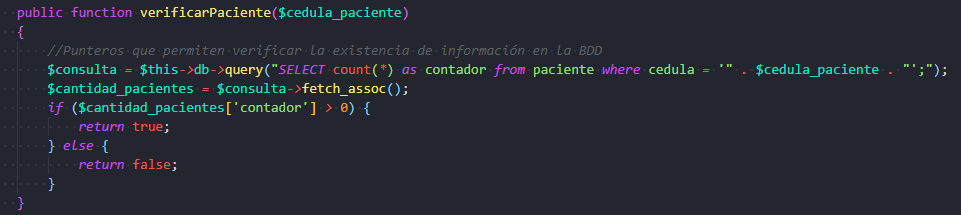 public function verificarPaciente($cedula_paciente)
{
//Punteros que permiten verificar la existencia de información en la BDD
$consulta = $this->db->query("SELECT count(*) as contador from paciente where cedula = '" . $cedula_paciente . "';");
$cantidad_pacientes = $consulta->fetch_assoc();
if ($cantidad_pacientes['contador'] > 0) {
return true;
} else {
return false;
}
}